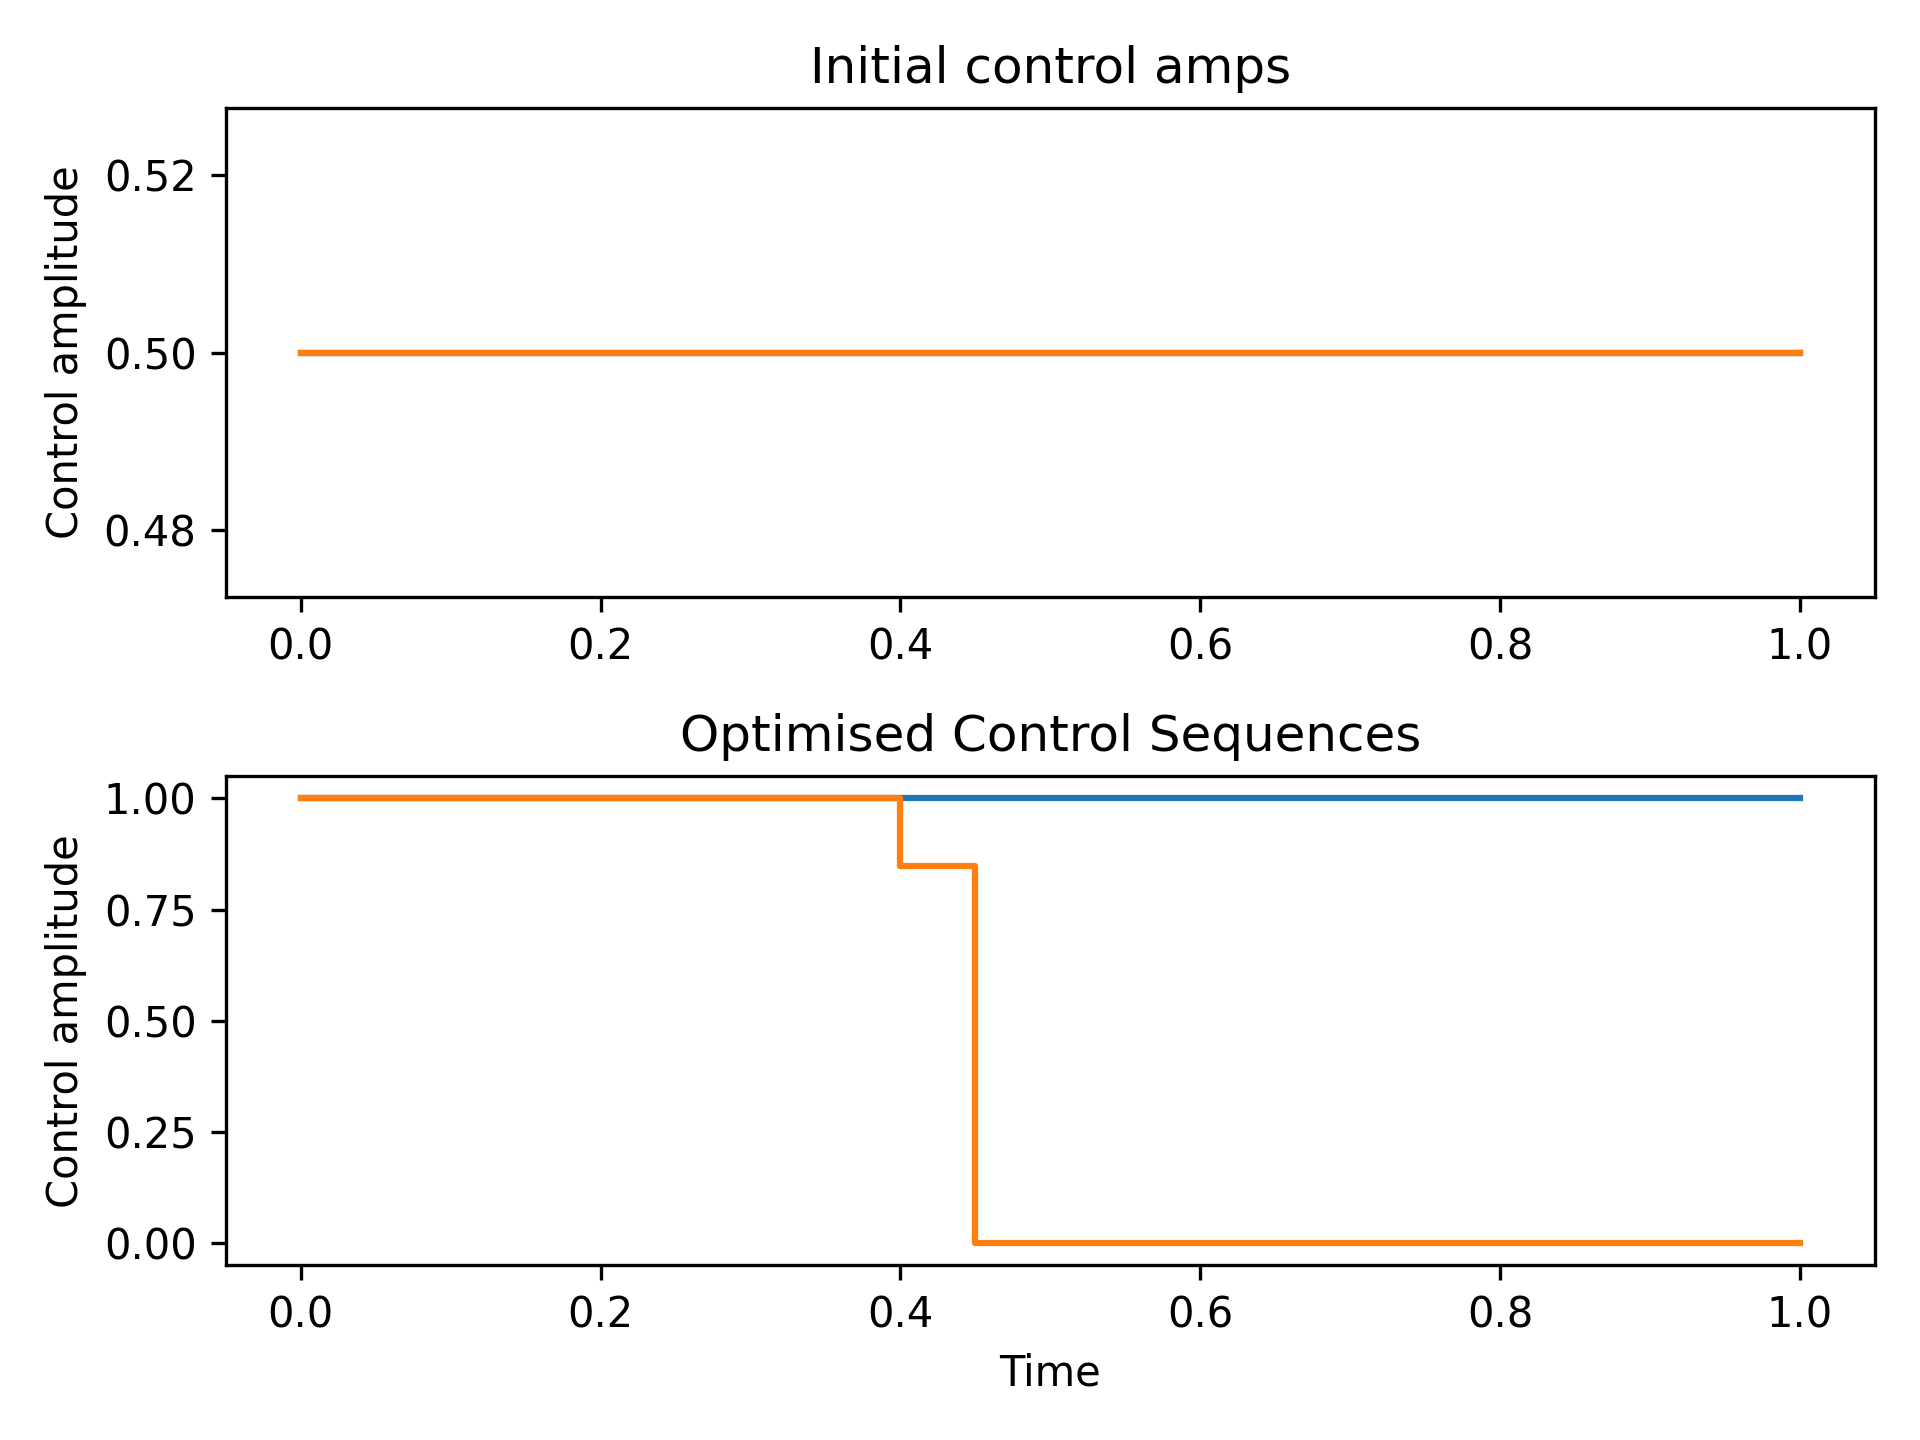 Initial control amps
Control amplitude
0.52
0.50
0.48
0.0 0.2 0.4 0.6 0.8 1.0
Optimised Control Sequences
Control amplitude
1.00
0.75
0.50
0.25
0.00
0.0 0.2 0.4 0.6 0.8 1.0
Time